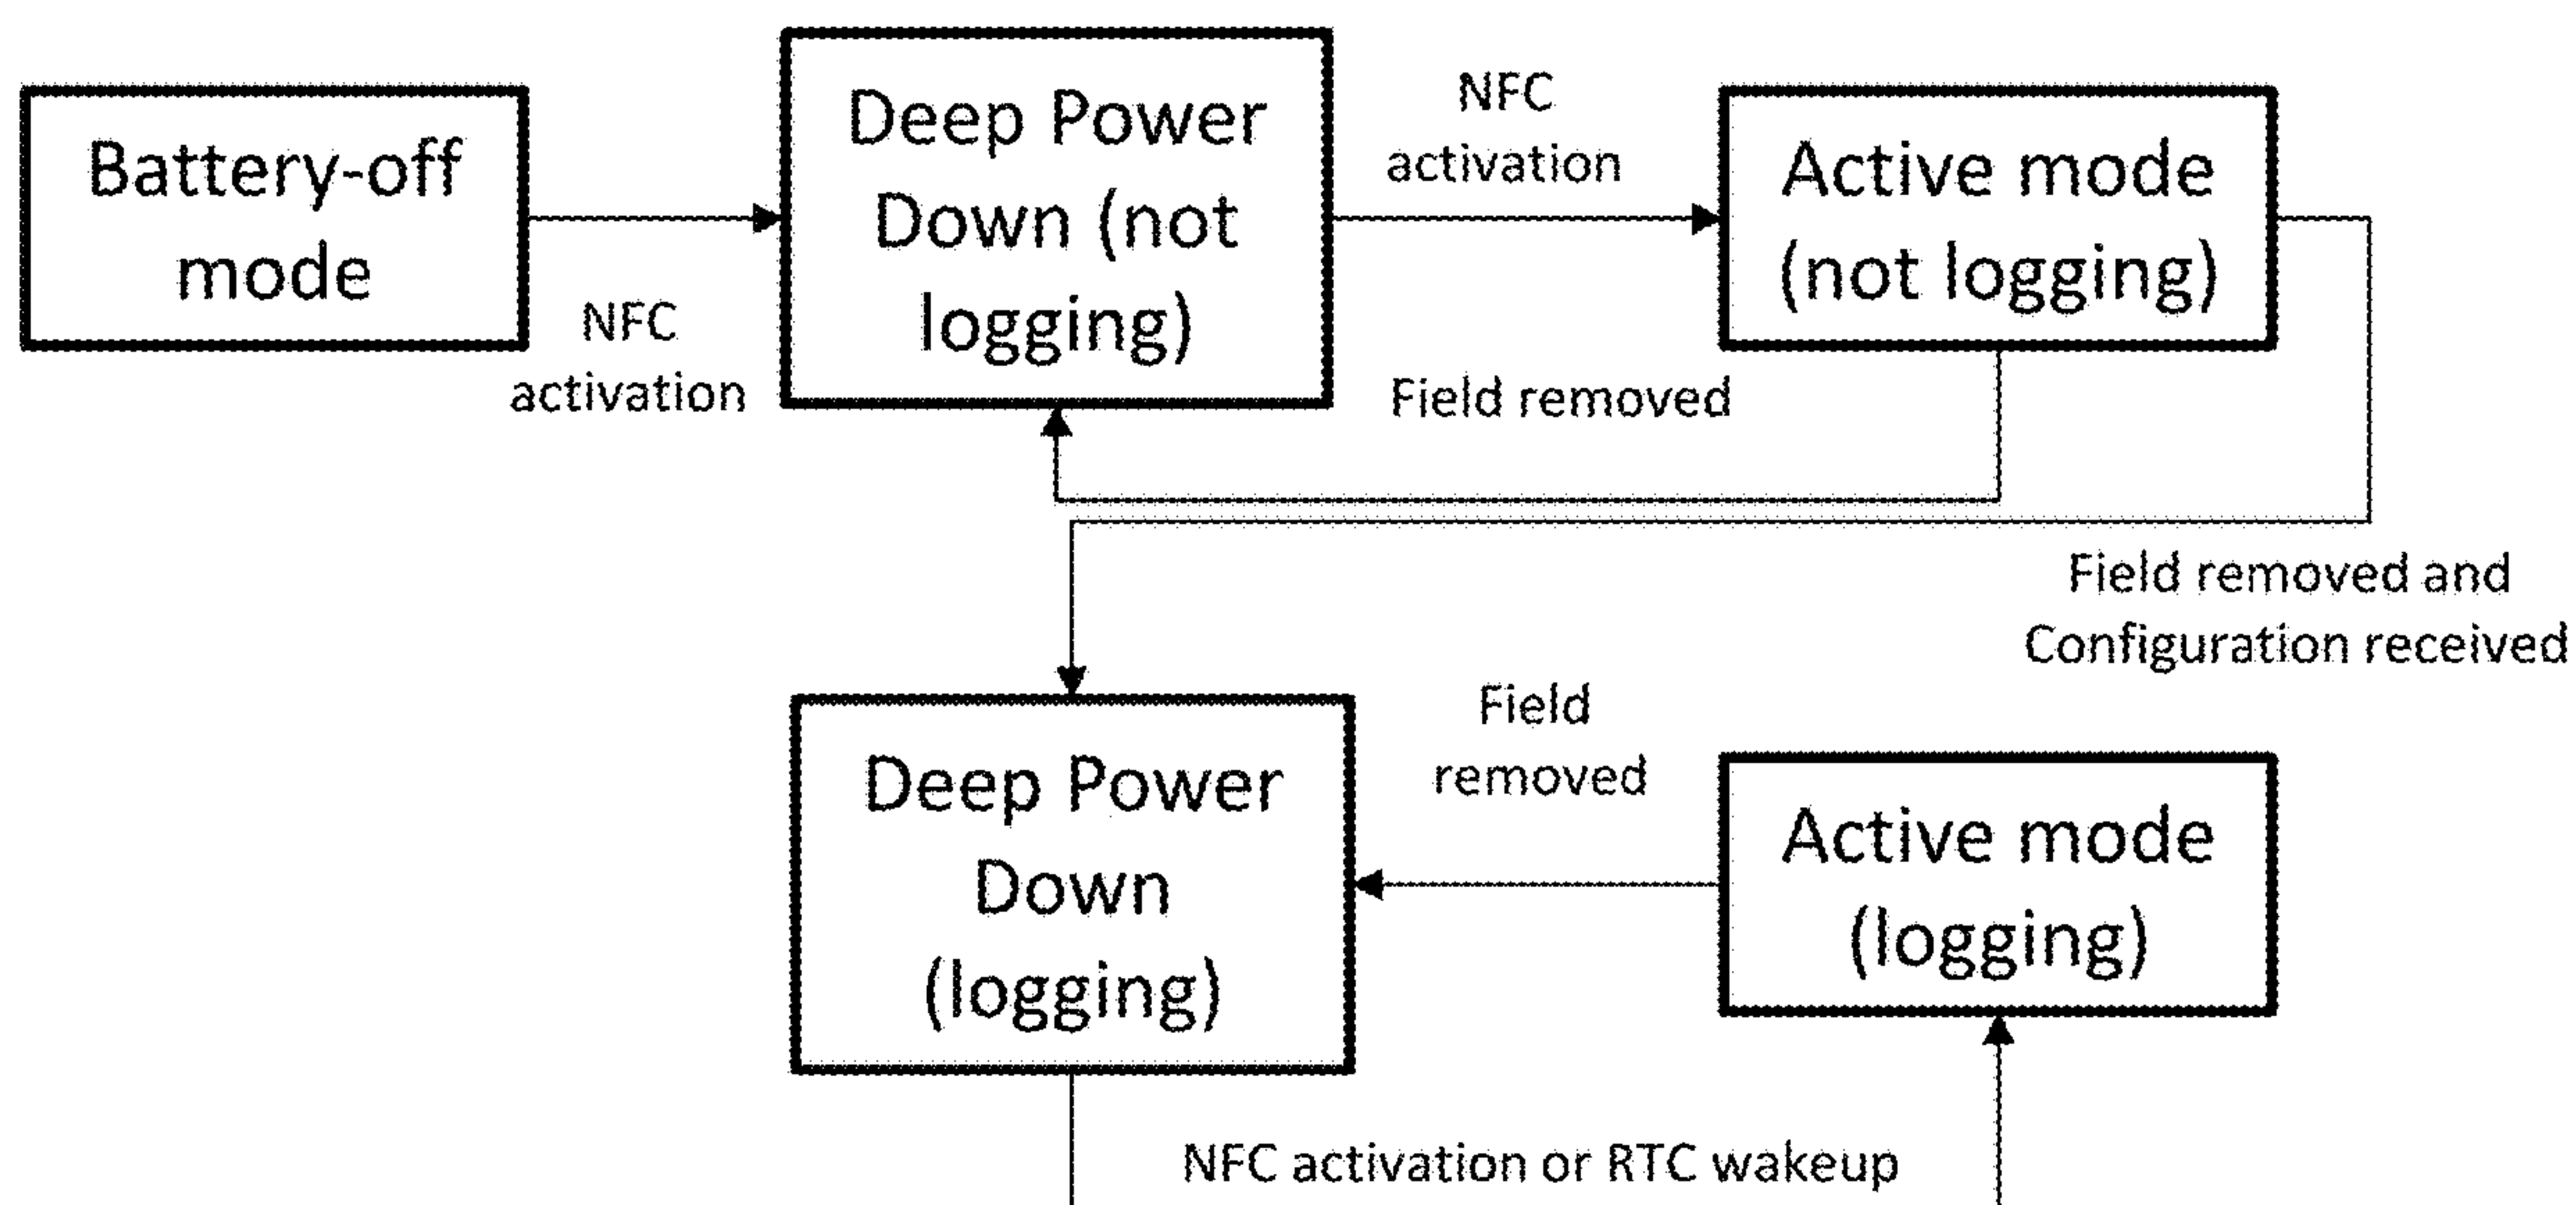 Battery-off
mode
NFC
activation
Deep Power
Down (not
logging)
NFC
activation
Active mode
(not logging)
Field removed
Field removed and
Configuration received
Deep Power
Down
(logging)
Field
removed
Active mode
(logging)
NFC activation or RTC wakeup